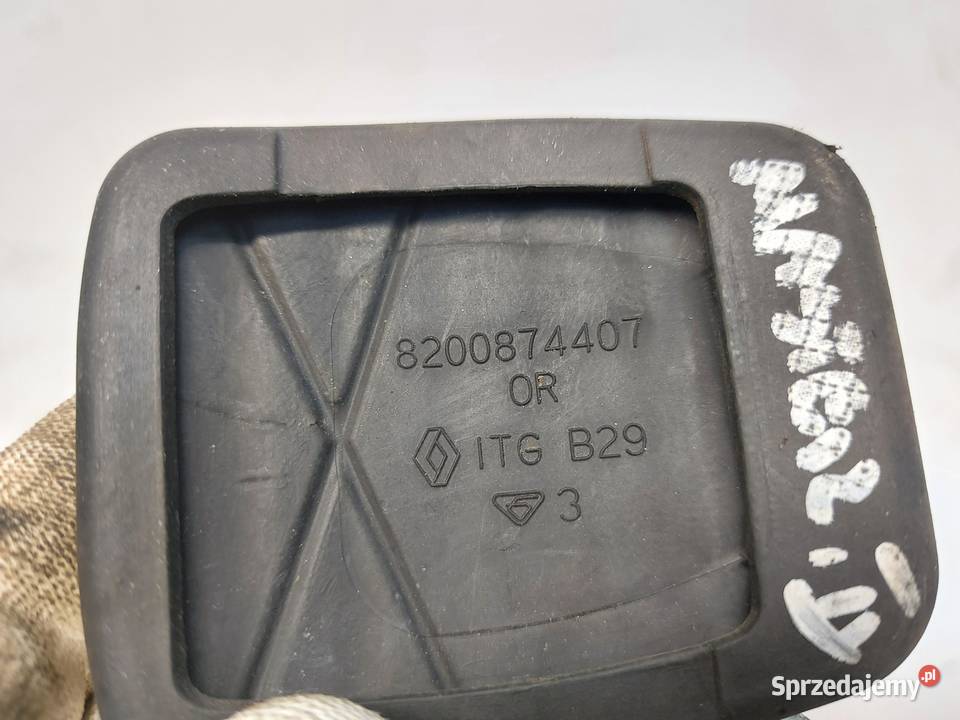 8200874407
OR
ITG B29
3
Sprzedajemy.pl